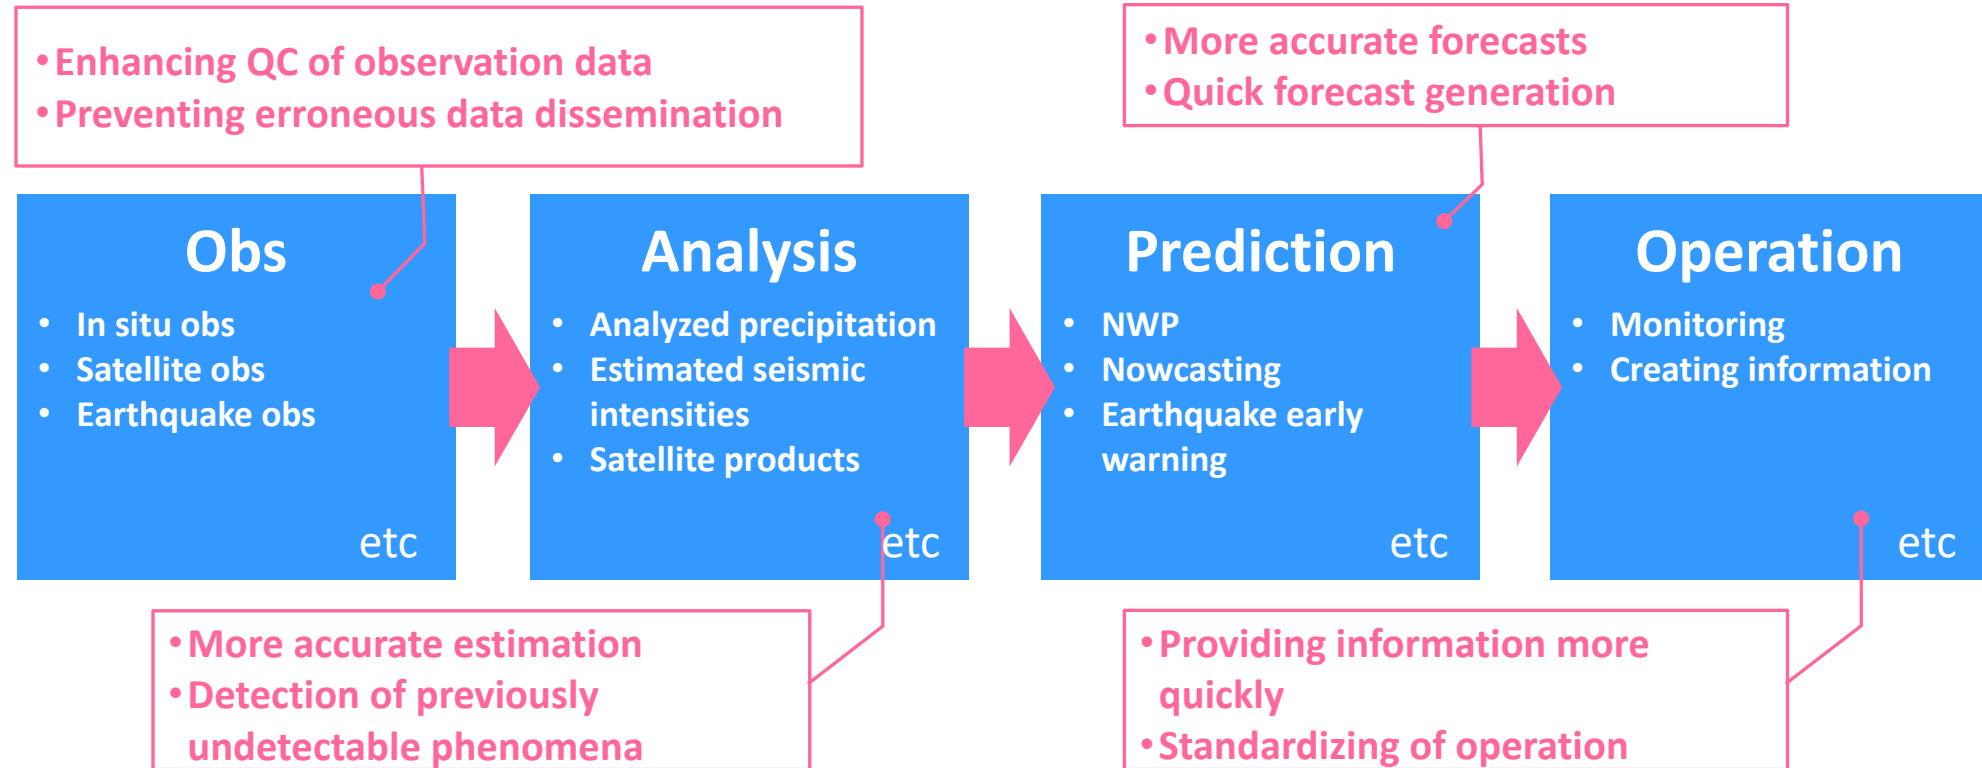 • Enhancing QC of observation data
• Preventing erroneous data dissemination
• More accurate forecasts
• Quick forecast generation
Obs
• In situ obs
• Satellite obs
• Earthquake obs
etc
Analysis
• Analyzed precipitation
• Estimated seismic
intensities
• Satellite products
etc
Prediction
• NWP
• Nowcasting
• Earthquake early
warning
etc
Operation
• Monitoring
• Creating information
etc
• More accurate estimation
• Detection of previously
undetectable phenomena
• Providing information more
quickly
• Standardizing of operation